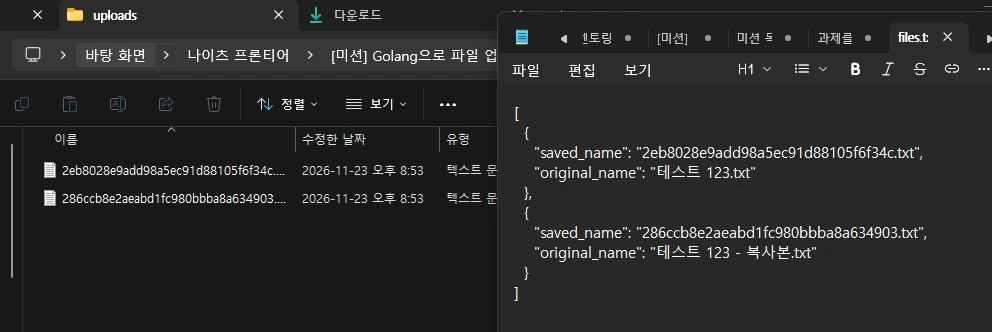 uploads
다운로드
바탕 화면 > 나이츠 프론티어 > [미션] Golang으로 파일 업
정렬 보기 ...
이름 수정한 날짜 유형
2eb8028e9add98a5ec91d88105f6f34c.... 2026-11-23 오후 8:53 텍스트 문
286ccb8e2aeabd1fc980bbba8a634903.... 2026-11-23 오후 8:53 텍스트 문
토링 [미션] 미션 과제를 files.t
파일 편집 보기 H1 B I S ...
[
{
"saved_name": "2eb8028e9add98a5ec91d88105f6f34c.txt",
"original_name": "테스트 123.txt"
},
{
"saved_name": "286ccb8e2aeabd1fc980bbba8a634903.txt",
"original_name": "테스트 123 - 복사본.txt"
}
]